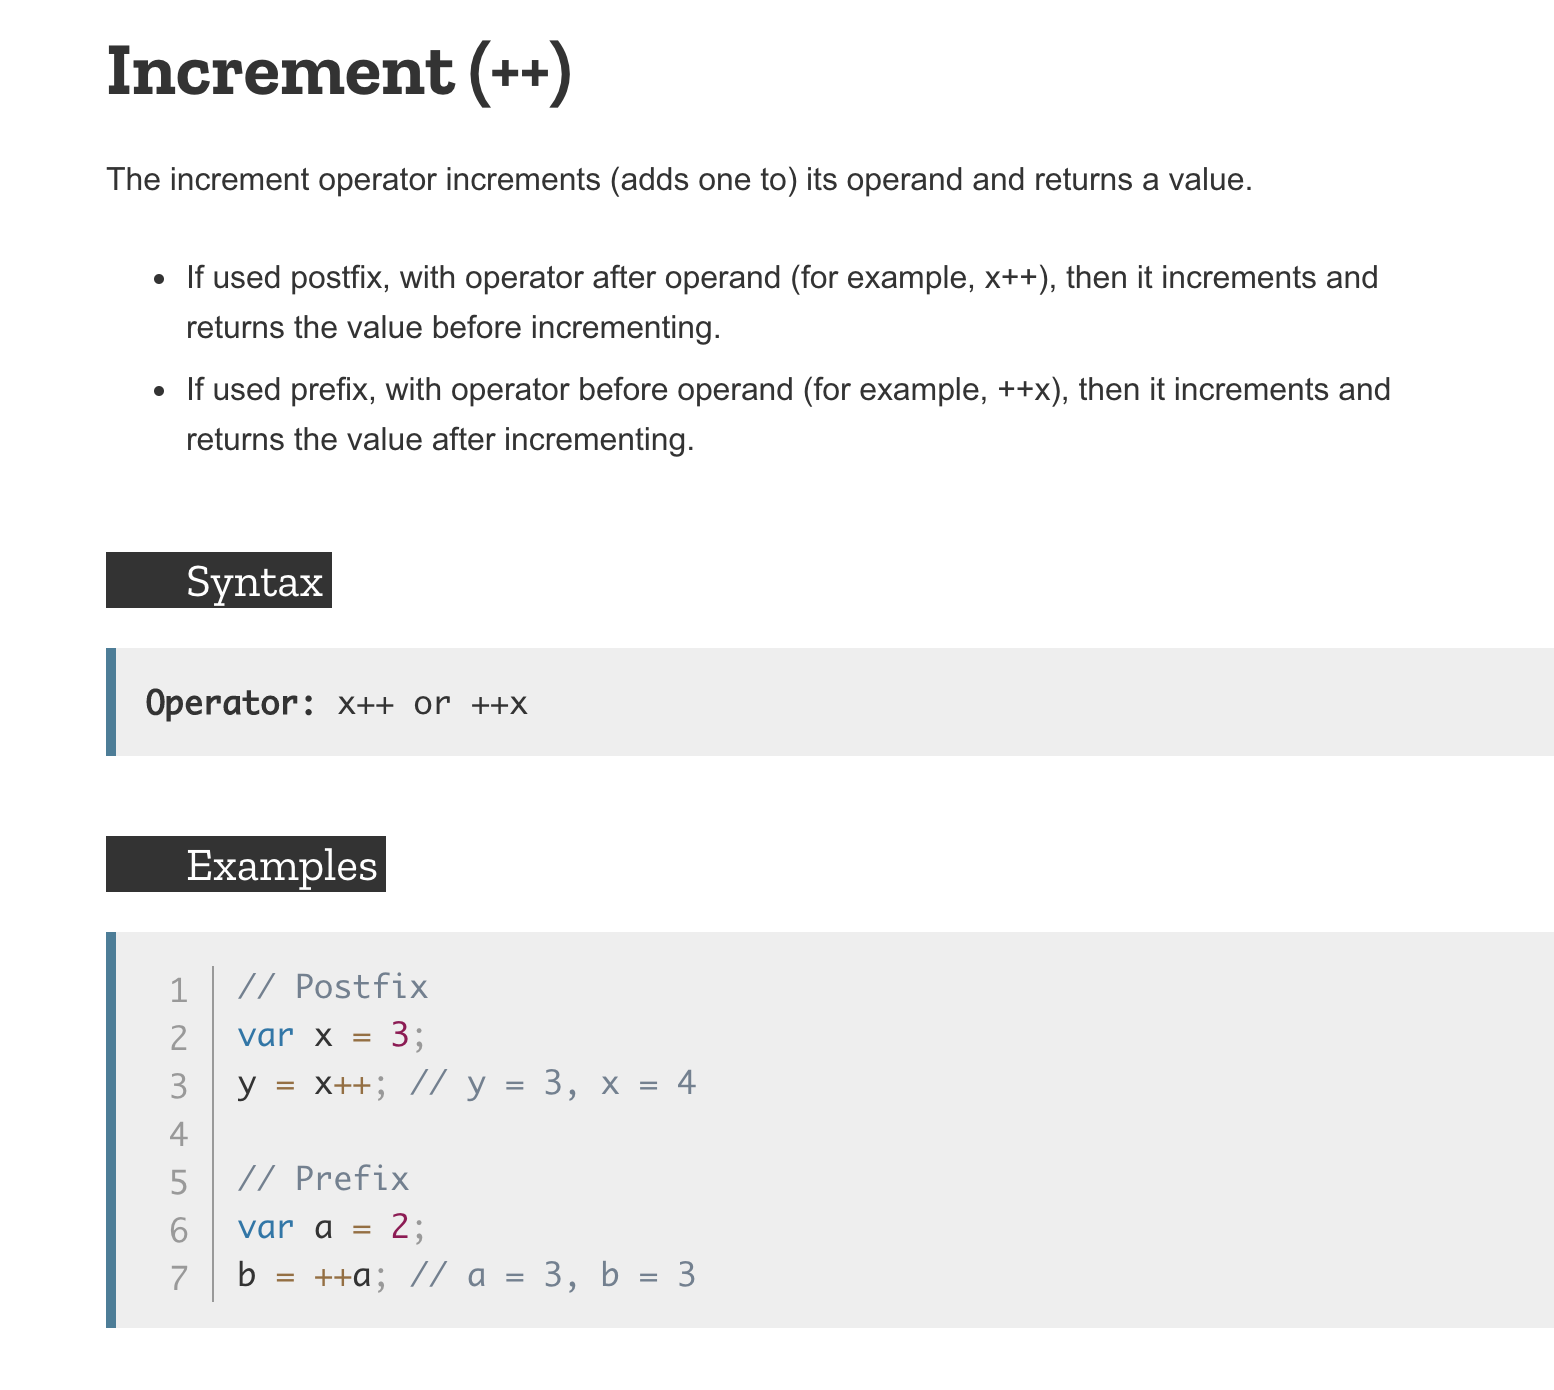 Increment (++)
The increment operator increments (adds one to) its operand and returns a value.
• If used postfix, with operator after operand (for example, x++), then it increments and
returns the value before incrementing.
• If used prefix, with operator before operand (for example, ++x), then it increments and
returns the value after incrementing.
Syntax
Operator: x++ or ++x
Examples
1 // Postfix
2 var x = 3;
3 y = x++; // y = 3, x = 4
4
5 // Prefix
6 var a = 2;
7 b = ++a; // a = 3, b = 3